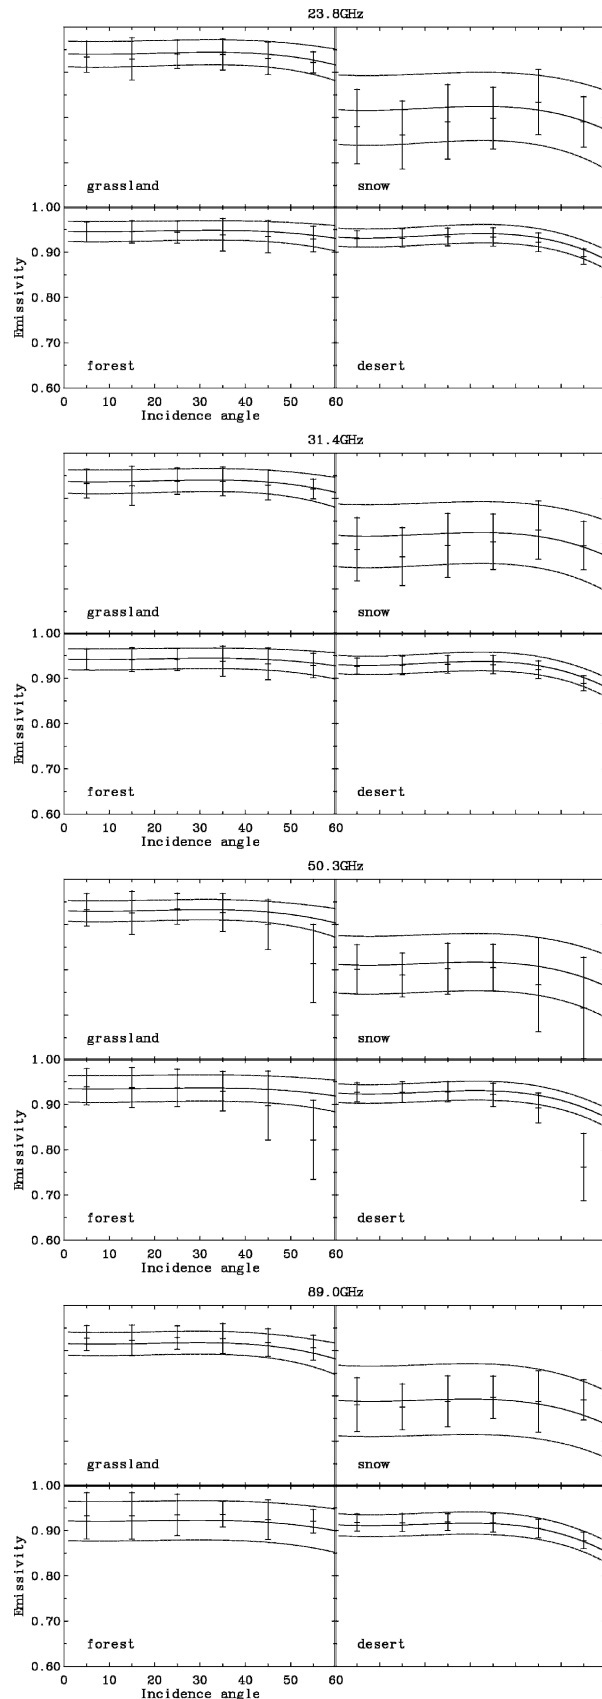 23.8GHz
grassland
snow
1.00
0.90
0.80
0.70
0.60
Emissivity
forest
desert
0 10 20 30 40 50 60
Incidence angle
31.4GHz
grassland
snow
1.00
0.90
0.80
0.70
0.60
Emissivity
forest
desert
0 10 20 30 40 50 60
Incidence angle
50.3GHz
grassland
snow
1.00
0.90
0.80
0.70
0.60
Emissivity
forest
desert
0 10 20 30 40 50 60
Incidence angle
89.0GHz
grassland
snow
1.00
0.90
0.80
0.70
0.60
Emissivity
forest
desert
0 10 20 30 40 50 60
Incidence angle